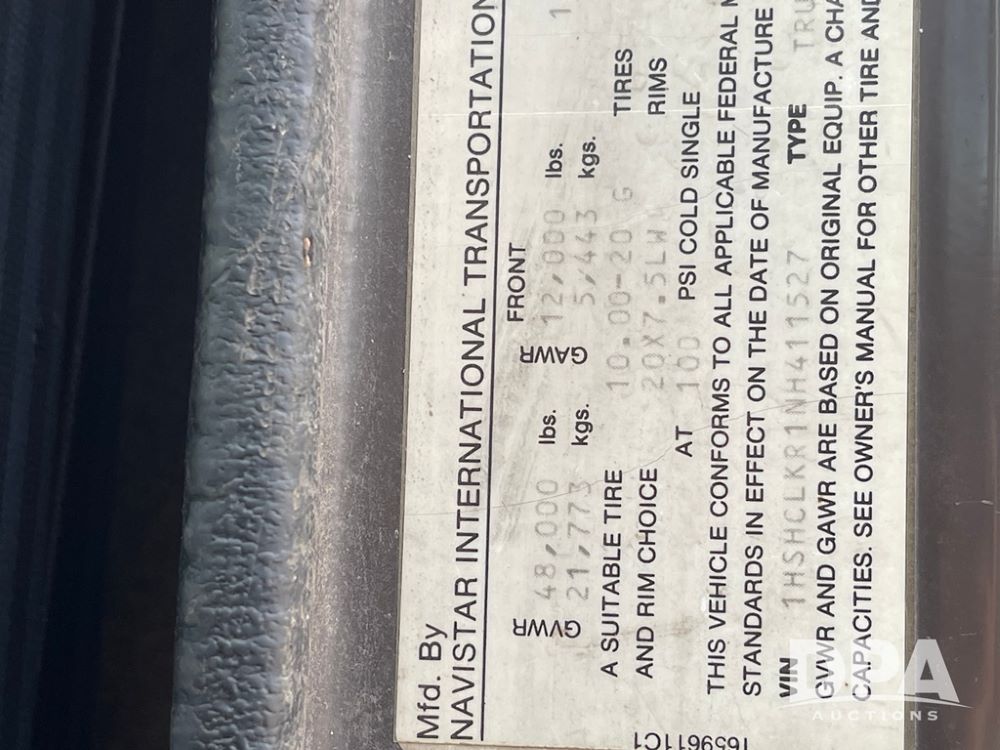 Mfd. By
NAVISTAR INTERNATIONAL TRANSPORTATION
FRONT
GVWR 48,000 lbs. GAWR 12,000 lbs. 1
21,773 kgs. 5,443 kgs.
A SUITABLE TIRE 10.00-20 G TIRES
AND RIM CHOICE 20X7.5LW RIMS
AT 100 PSI COLD SINGLE
THIS VEHICLE CONFORMS TO ALL APPLICABLE FEDERAL
STANDARDS IN EFFECT ON THE DATE OF MANUFACTURE
VIN 1HSHCLKR1NH411527 TYPE TRU
GVWR AND GAWR ARE BASED ON ORIGINAL EQUIP. A CHA
CAPACITIES. SEE OWNER'S MANUAL FOR OTHER TIRE AND
1659611C1
DPA
AUCTIONS